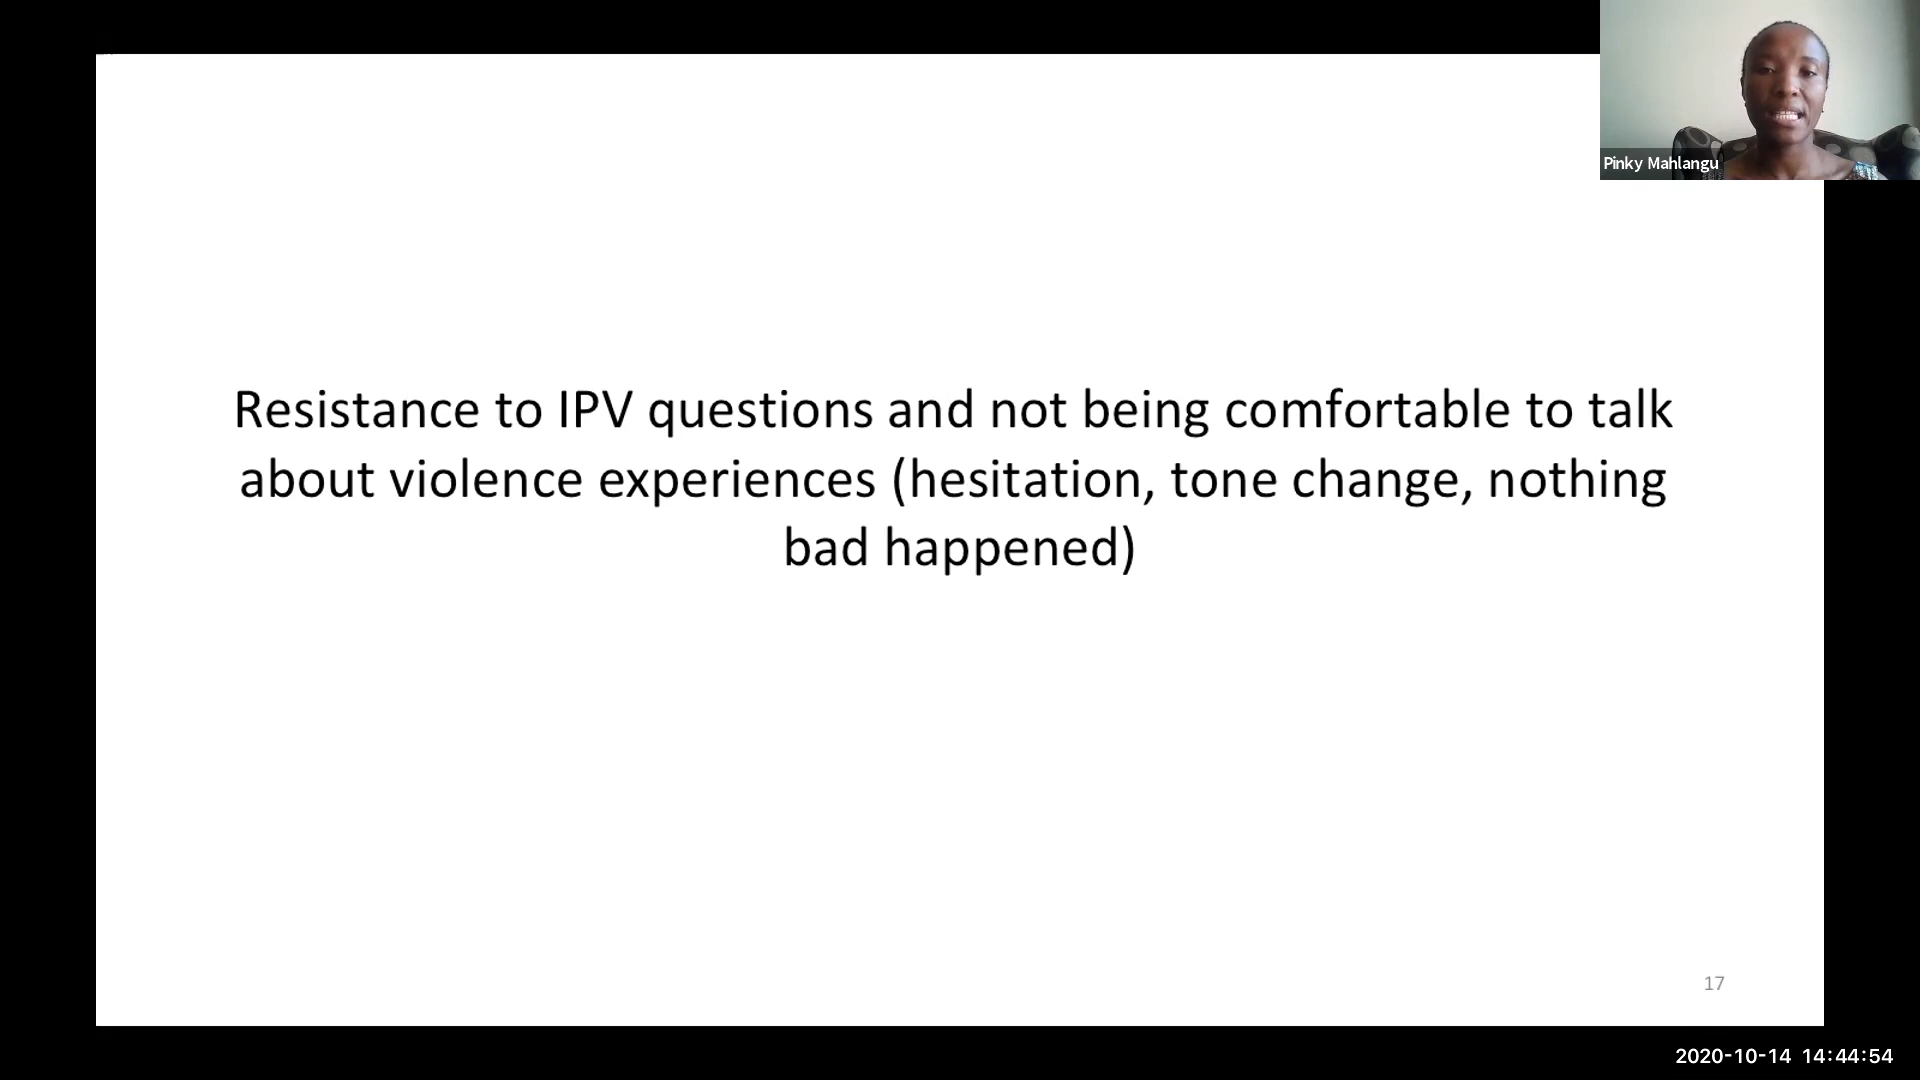 Pinky Mahlangu
Resistance to IPV questions and not being comfortable to talk
about violence experiences (hesitation, tone change, nothing
bad happened)
17
2020-10-14 14:44:54